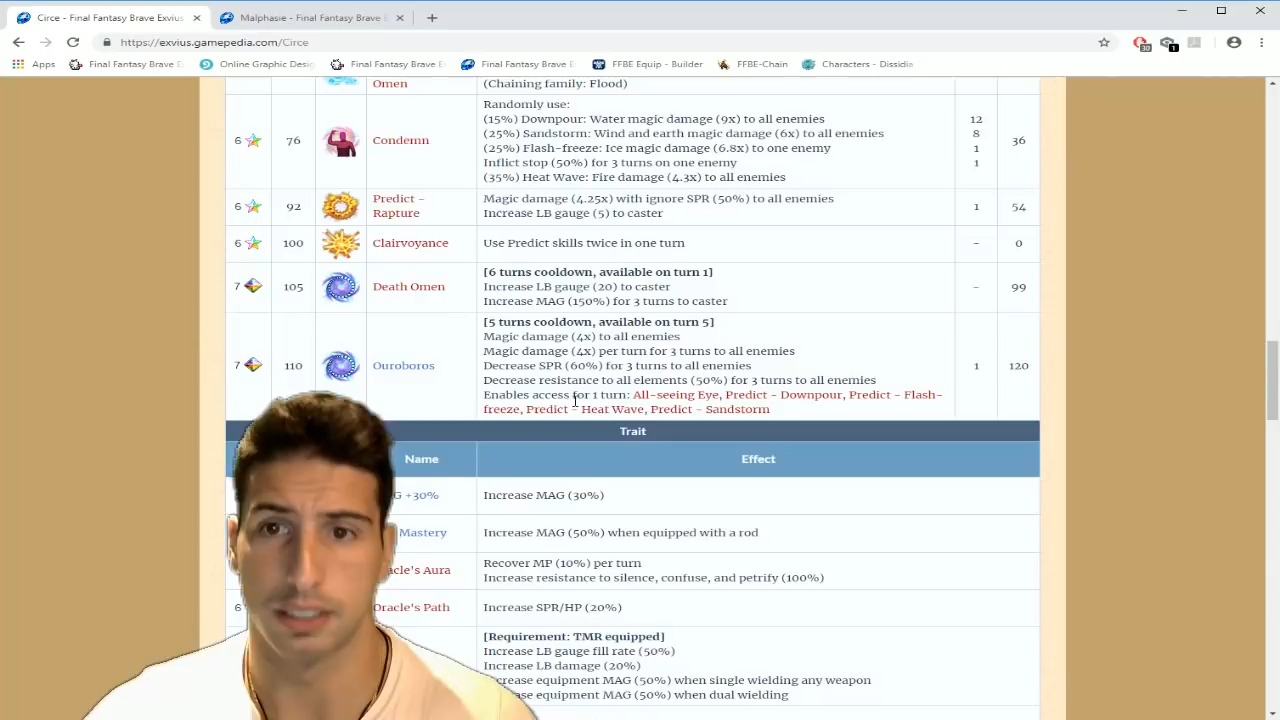 Circe - Final Fantasy Brave Exvius
Malphasie - Final Fantasy Brave E
https://exvius.gamepedia.com/Circe
30
1
Apps
Final Fantasy Brave E
Online Graphic Desi
Final Fantasy Brave E
Final Fantasy Brave E
FFBE Equip - Builder
FFBE-Chain
Characters - Dissidia
Omen
(Chaining family: Flood)
6 76 Condemn
Randomly use:
(15%) Downpour: Water magic damage (9x) to all enemies
(25%) Sandstorm: Wind and earth magic damage (6x) to all enemies
(25%) Flash-freeze: Ice magic damage (6.8x) to one enemy
Inflict stop (50%) for 3 turns on one enemy
(35%) Heat Wave: Fire damage (4.3x) to all enemies
12
8
1
1
36
6 92 Predict -
Rapture
Magic damage (4.25x) with ignore SPR (50%) to all enemies
Increase LB gauge (5) to caster
1 54
6 100 Clairvoyance Use Predict skills twice in one turn - 0
7 105 Death Omen
[6 turns cooldown, available on turn 1]
Increase LB gauge (20) to caster
Increase MAG (150%) for 3 turns to caster
- 99
7 110 Ouroboros
[5 turns cooldown, available on turn 5]
Magic damage (4x) to all enemies
Magic damage (4x) per turn for 3 turns to all enemies
Decrease SPR (60%) for 3 turns to all enemies
Decrease resistance to all elements (50%) for 3 turns to all enemies
Enables access for 1 turn: All-seeing Eye, Predict - Downpour, Predict - Flash-
freeze, Predict - Heat Wave, Predict - Sandstorm
1 120
Trait
Name Effect
G +30% Increase MAG (30%)
Mastery Increase MAG (50%) when equipped with a rod
acle's Aura
Recover MP (10%) per turn
Increase resistance to silence, confuse, and petrify (100%)
6 Oracle's Path Increase SPR/HP (20%)
[Requirement: TMR equipped]
Increase LB gauge fill rate (50%)
Increase LB damage (20%)
crease equipment MAG (50%) when single wielding any weapon
ase equipment MAG (50%) when dual wielding